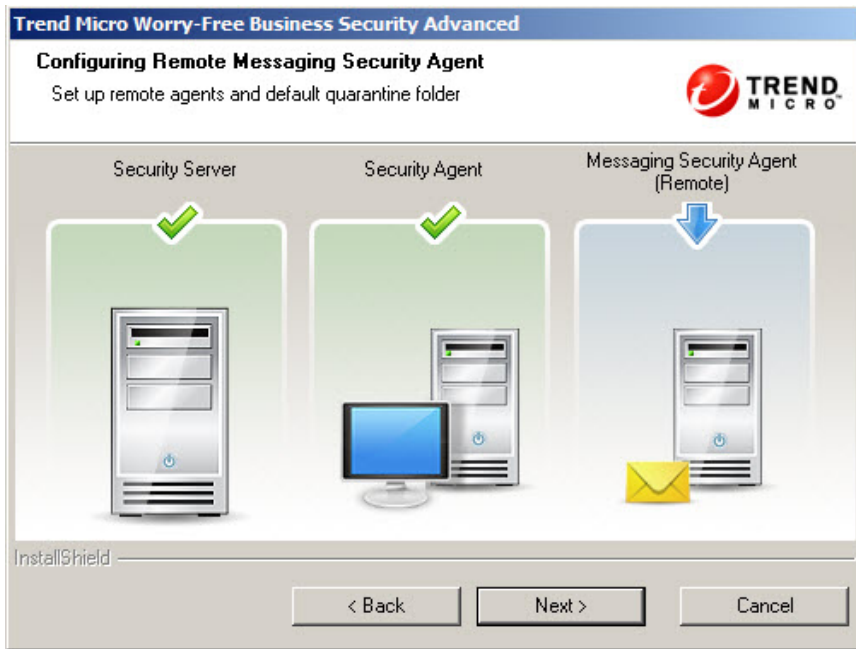 Trend Micro Worry-Free Business Security Advanced
Configuring Remote Messaging Security Agent
Set up remote agents and default quarantine folder
TREND
MICRO
Security Server
Security Agent
Messaging Security Agent
(Remote)
InstallShield
< Back
Next >
Cancel